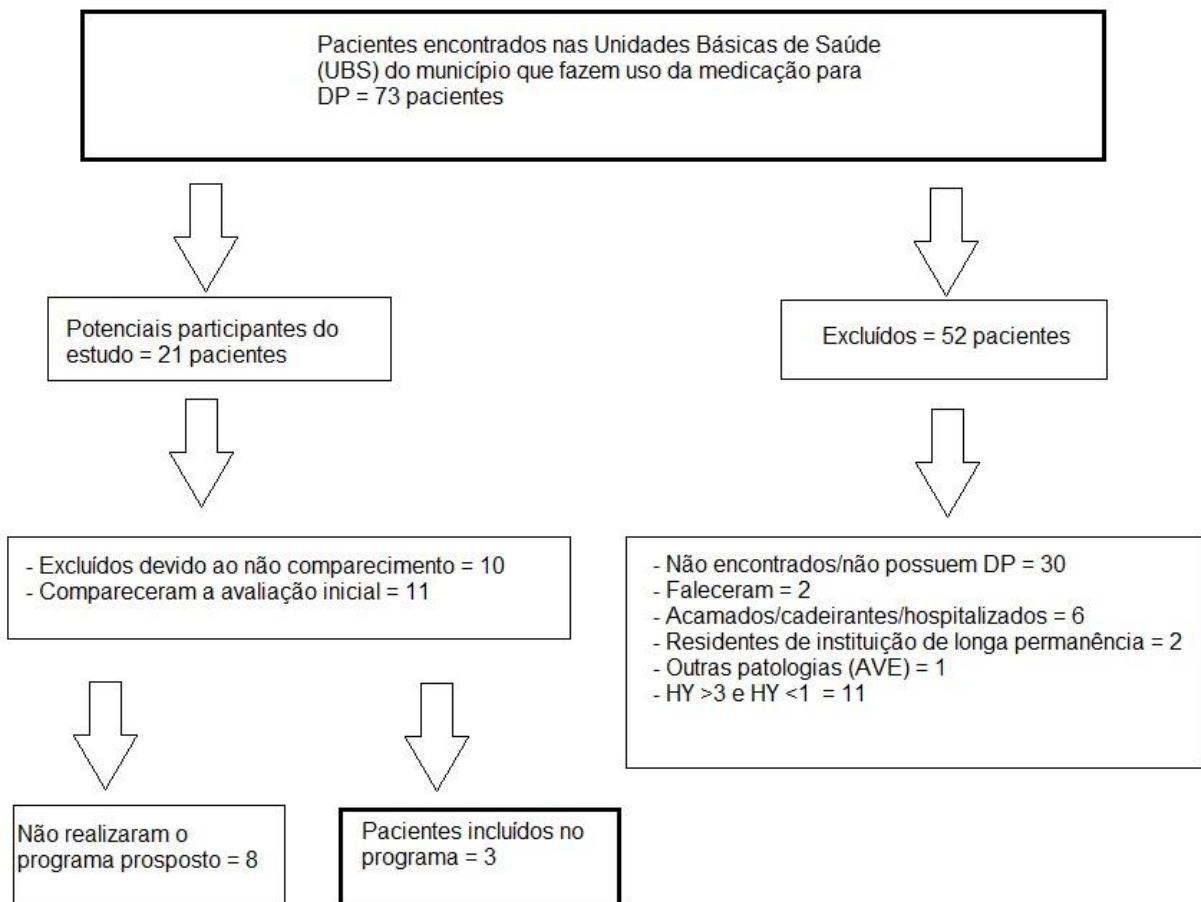 Pacientes encontrados nas Unidades Básicas de Saúde
(UBS) do município que fazem uso da medicação para
DP = 73 pacientes
Potenciais participantes do
estudo = 21 pacientes
Excluídos = 52 pacientes
- Excluídos devido ao não comparecimento = 10
- Compareceram a avaliação inicial = 11
- Não encontrados/não possuem DP = 30
- Faleceram = 2
- Acamados/cadeirantes/hospitalizados = 6
- Residentes de instituição de longa permanência = 2
- Outras patologias (AVE) = 1
- HY >3 e HY <1 = 11
Não realizaram o
programa prosposto = 8
Pacientes incluídos no
programa = 3